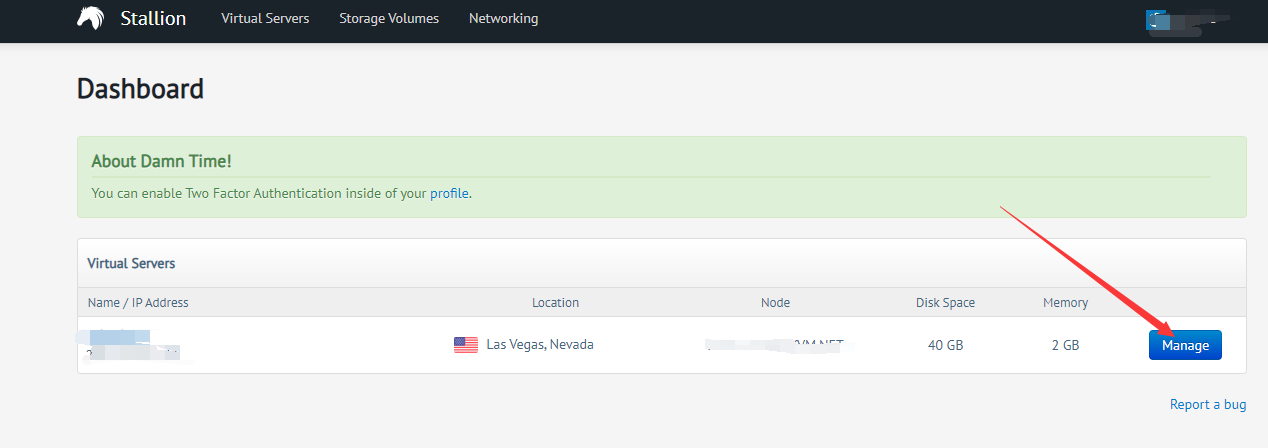 Stallion Virtual Servers Storage Volumes Networking
Dashboard
About Damn Time!
You can enable Two Factor Authentication inside of your profile.
Virtual Servers
Name / IP Address Location Node Disk Space Memory
Las Vegas, Nevada 40 GB 2 GB Manage
Report a bug